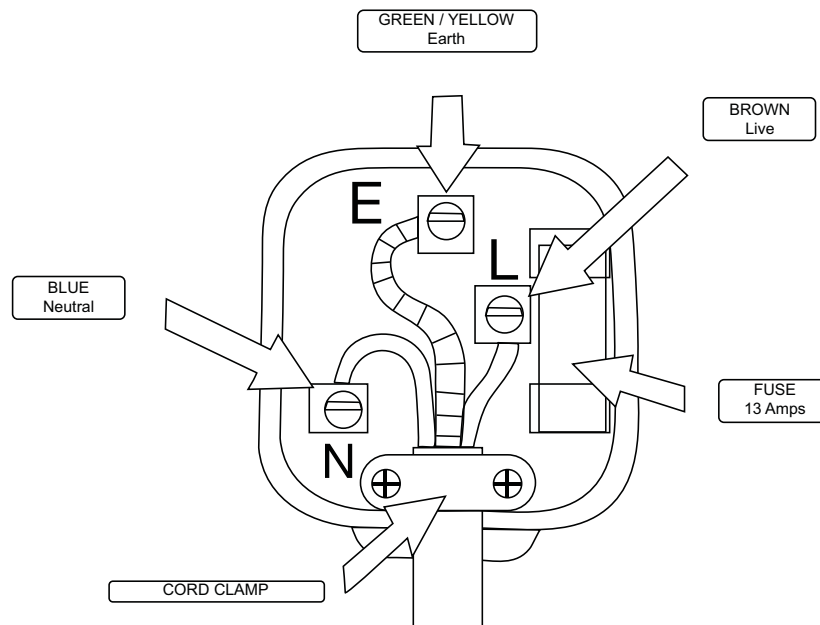 GREEN / YELLOW
Earth
BROWN
Live
E
L
BLUE
Neutral
FUSE
13 Amps
N
CORD CLAMP